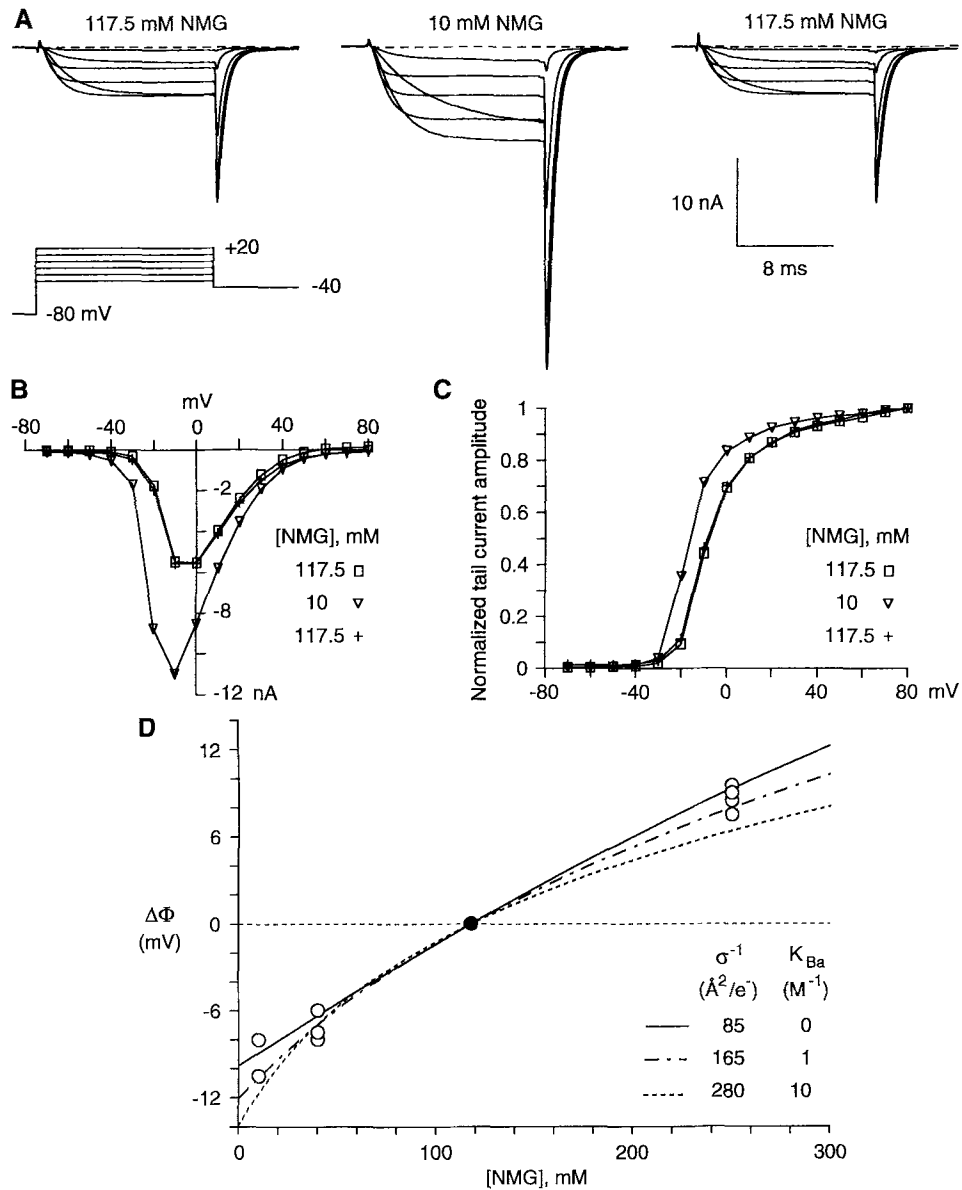 A
117.5 mM NMG
10 mM NMG
117.5 mM NMG
10 nA
8 ms
+20
-40
-80 mV
B
mV
-80
-40
0
40
80
-2
-8
-12 nA
[NMG], mM
117.5
10
117.5 +
C
Normalized tail current amplitude
1
0.8
0.6
0.4
0.2
0
-80
-40
0
40
80 mV
[NMG], mM
117.5
10
117.5 +
D
12
6
0
-6
-12
ΔΦ
(mV)
σ⁻¹ K_Ba
(Å²/e⁻) (M⁻¹)
85 0
165 1
280 10
0
120
200
300
[NMG], mM